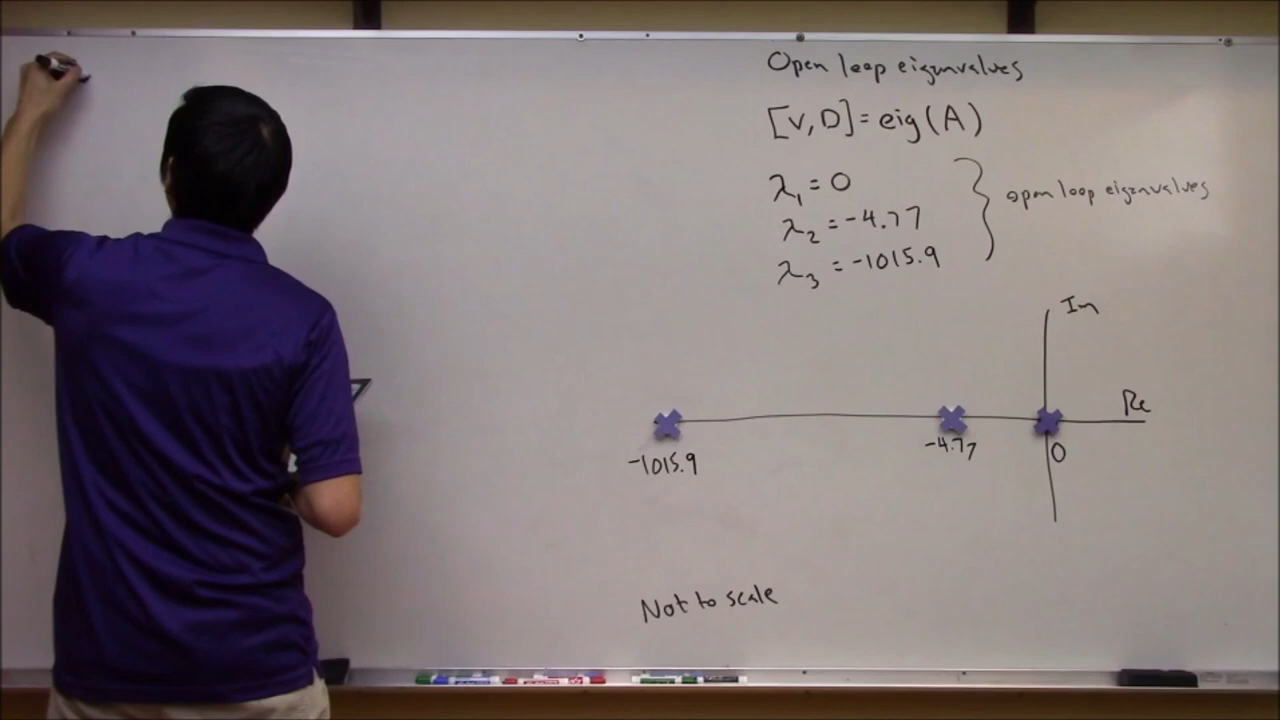 Open loop eigenvalues
[v,D]=eig(A)
λ₁=0
λ₂=-4.77
λ₃=-1015.9
open loop eigenvalues
Im
Re
-1015.9
-4.77
0
Not to scale